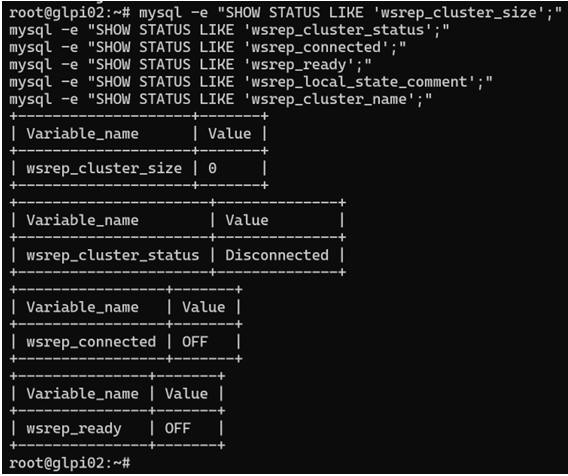 root@glpi02:~# mysql -e "SHOW STATUS LIKE 'wsrep_cluster_size';"
mysql -e "SHOW STATUS LIKE 'wsrep_cluster_status';"
mysql -e "SHOW STATUS LIKE 'wsrep_connected';"
mysql -e "SHOW STATUS LIKE 'wsrep_ready';"
mysql -e "SHOW STATUS LIKE 'wsrep_local_state_comment';"
mysql -e "SHOW STATUS LIKE 'wsrep_cluster_name';"
+--------------------+-------+
| Variable_name      | Value |
+--------------------+-------+
| wsrep_cluster_size | 0     |
+--------------------+-------+
+----------------------+--------------+
| Variable_name        | Value        |
+----------------------+--------------+
| wsrep_cluster_status | Disconnected |
+----------------------+--------------+
+-----------------+-------+
| Variable_name   | Value |
+-----------------+-------+
| wsrep_connected | OFF   |
+-----------------+-------+
+---------------+-------+
| Variable_name | Value |
+---------------+-------+
| wsrep_ready   | OFF   |
+---------------+-------+
root@glpi02:~#